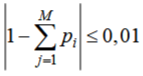 |1−∑_{j=1}^{M} p_i| ≤ 0,01